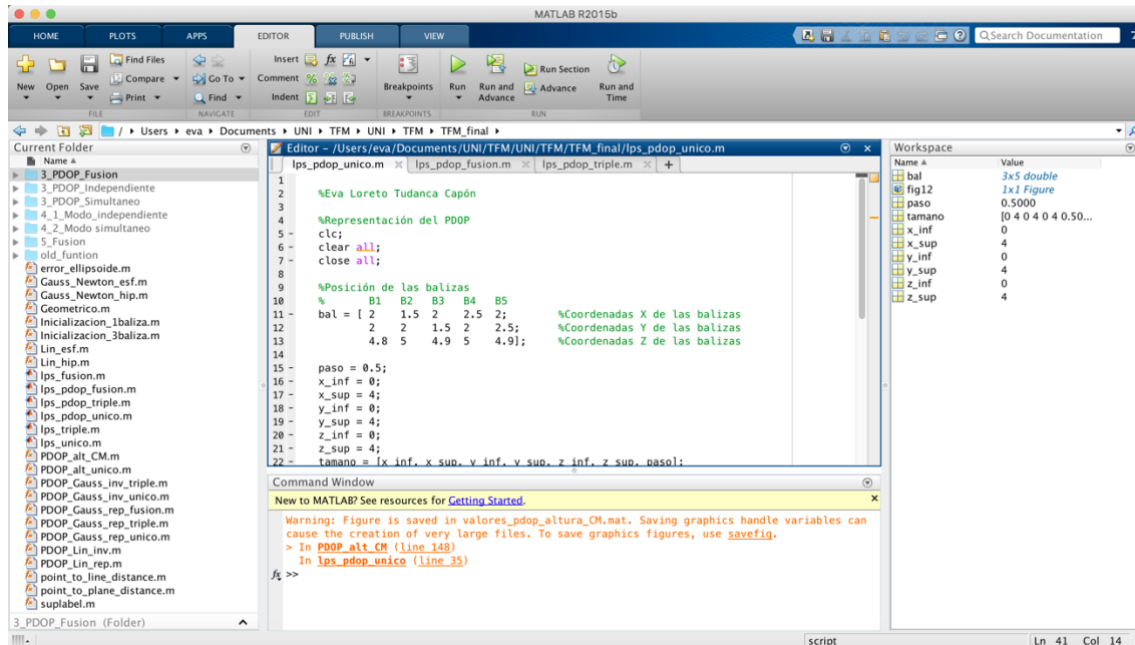 MATLAB R2015b
HOME PLOTS APPS EDITOR PUBLISH VIEW
Search Documentation
New Open Save
Find Files
Compare
Print
Go To
Find
Insert
Comment
Indent
fx
Breakpoints
Run
Run and Advance
Run Section
Advance
Run and Time
FILE NAVIGATE EDIT BREAKPOINTS RUN
/ Users eva Documents UNI TFM UNI TFM TFM_final
Current Folder
Name
3_PDOP_Fusion
3_PDOP_Independiente
3_PDOP_Simultaneo
4_1_Modo_independiente
4_2_Modo simultaneo
5_Fusion
old_funtion
error_ellipsoide.m
Gauss_Newton_esf.m
Gauss_Newton_hip.m
Geometrico.m
Inicializacion_1baliza.m
Inicializacion_3baliza.m
Lin_esf.m
Lin_hip.m
lps_fusion.m
lps_pdop_fusion.m
lps_pdop_triple.m
lps_pdop_unico.m
lps_triple.m
lps_unico.m
PDOP_alt_CM.m
PDOP_alt_unico.m
PDOP_Gauss_inv_triple.m
PDOP_Gauss_inv_unico.m
PDOP_Gauss_rep_fusion.m
PDOP_Gauss_rep_triple.m
PDOP_Gauss_rep_unico.m
PDOP_Lin_inv.m
PDOP_Lin_rep.m
point_to_line_distance.m
point_to_plane_distance.m
suplabel.m
3_PDOP_Fusion (Folder)
Editor - /Users/eva/Documents/UNI/TFM/UNI/TFM/TFM_final/lps_pdop_unico.m
lps_pdop_unico.m lps_pdop_fusion.m lps_pdop_triple.m +
1
2 %Eva Loreto Tudanca Capón
3
4 %Representación del PDOP
5 - clc;
6 - clear all;
7 - close all;
8
9 %Posición de las balizas
10 % B1 B2 B3 B4 B5
11 - bal = [ 2 1.5 2 2.5 2; %Coordenadas X de las balizas
12 2 2 1.5 2 2.5; %Coordenadas Y de las balizas
13 4.8 5 4.9 5 4.9]; %Coordenadas Z de las balizas
14
15 - paso = 0.5;
16 - x_inf = 0;
17 - x_sup = 4;
18 - y_inf = 0;
19 - y_sup = 4;
20 - z_inf = 0;
21 - z_sup = 4;
22 - tamano = [x_inf, x_sup, y_inf, y_sup, z_inf, z_sup, paso];
Command Window
New to MATLAB? See resources for Getting Started.
Warning: Figure is saved in valores_pdop_altura_CM.mat. Saving graphics handle variables can
cause the creation of very large files. To save graphics figures, use savefig.
> In PDOP_alt_CM (line 148)
In lps_pdop_unico (line 35)
fx >>
Workspace
Name Value
bal 3x5 double
fig12 1x1 Figure
paso 0.5000
tamano [0 4 0 4 0 4 0.50...
x_inf 0
x_sup 4
y_inf 0
y_sup 4
z_inf 0
z_sup 4
script Ln 41 Col 14